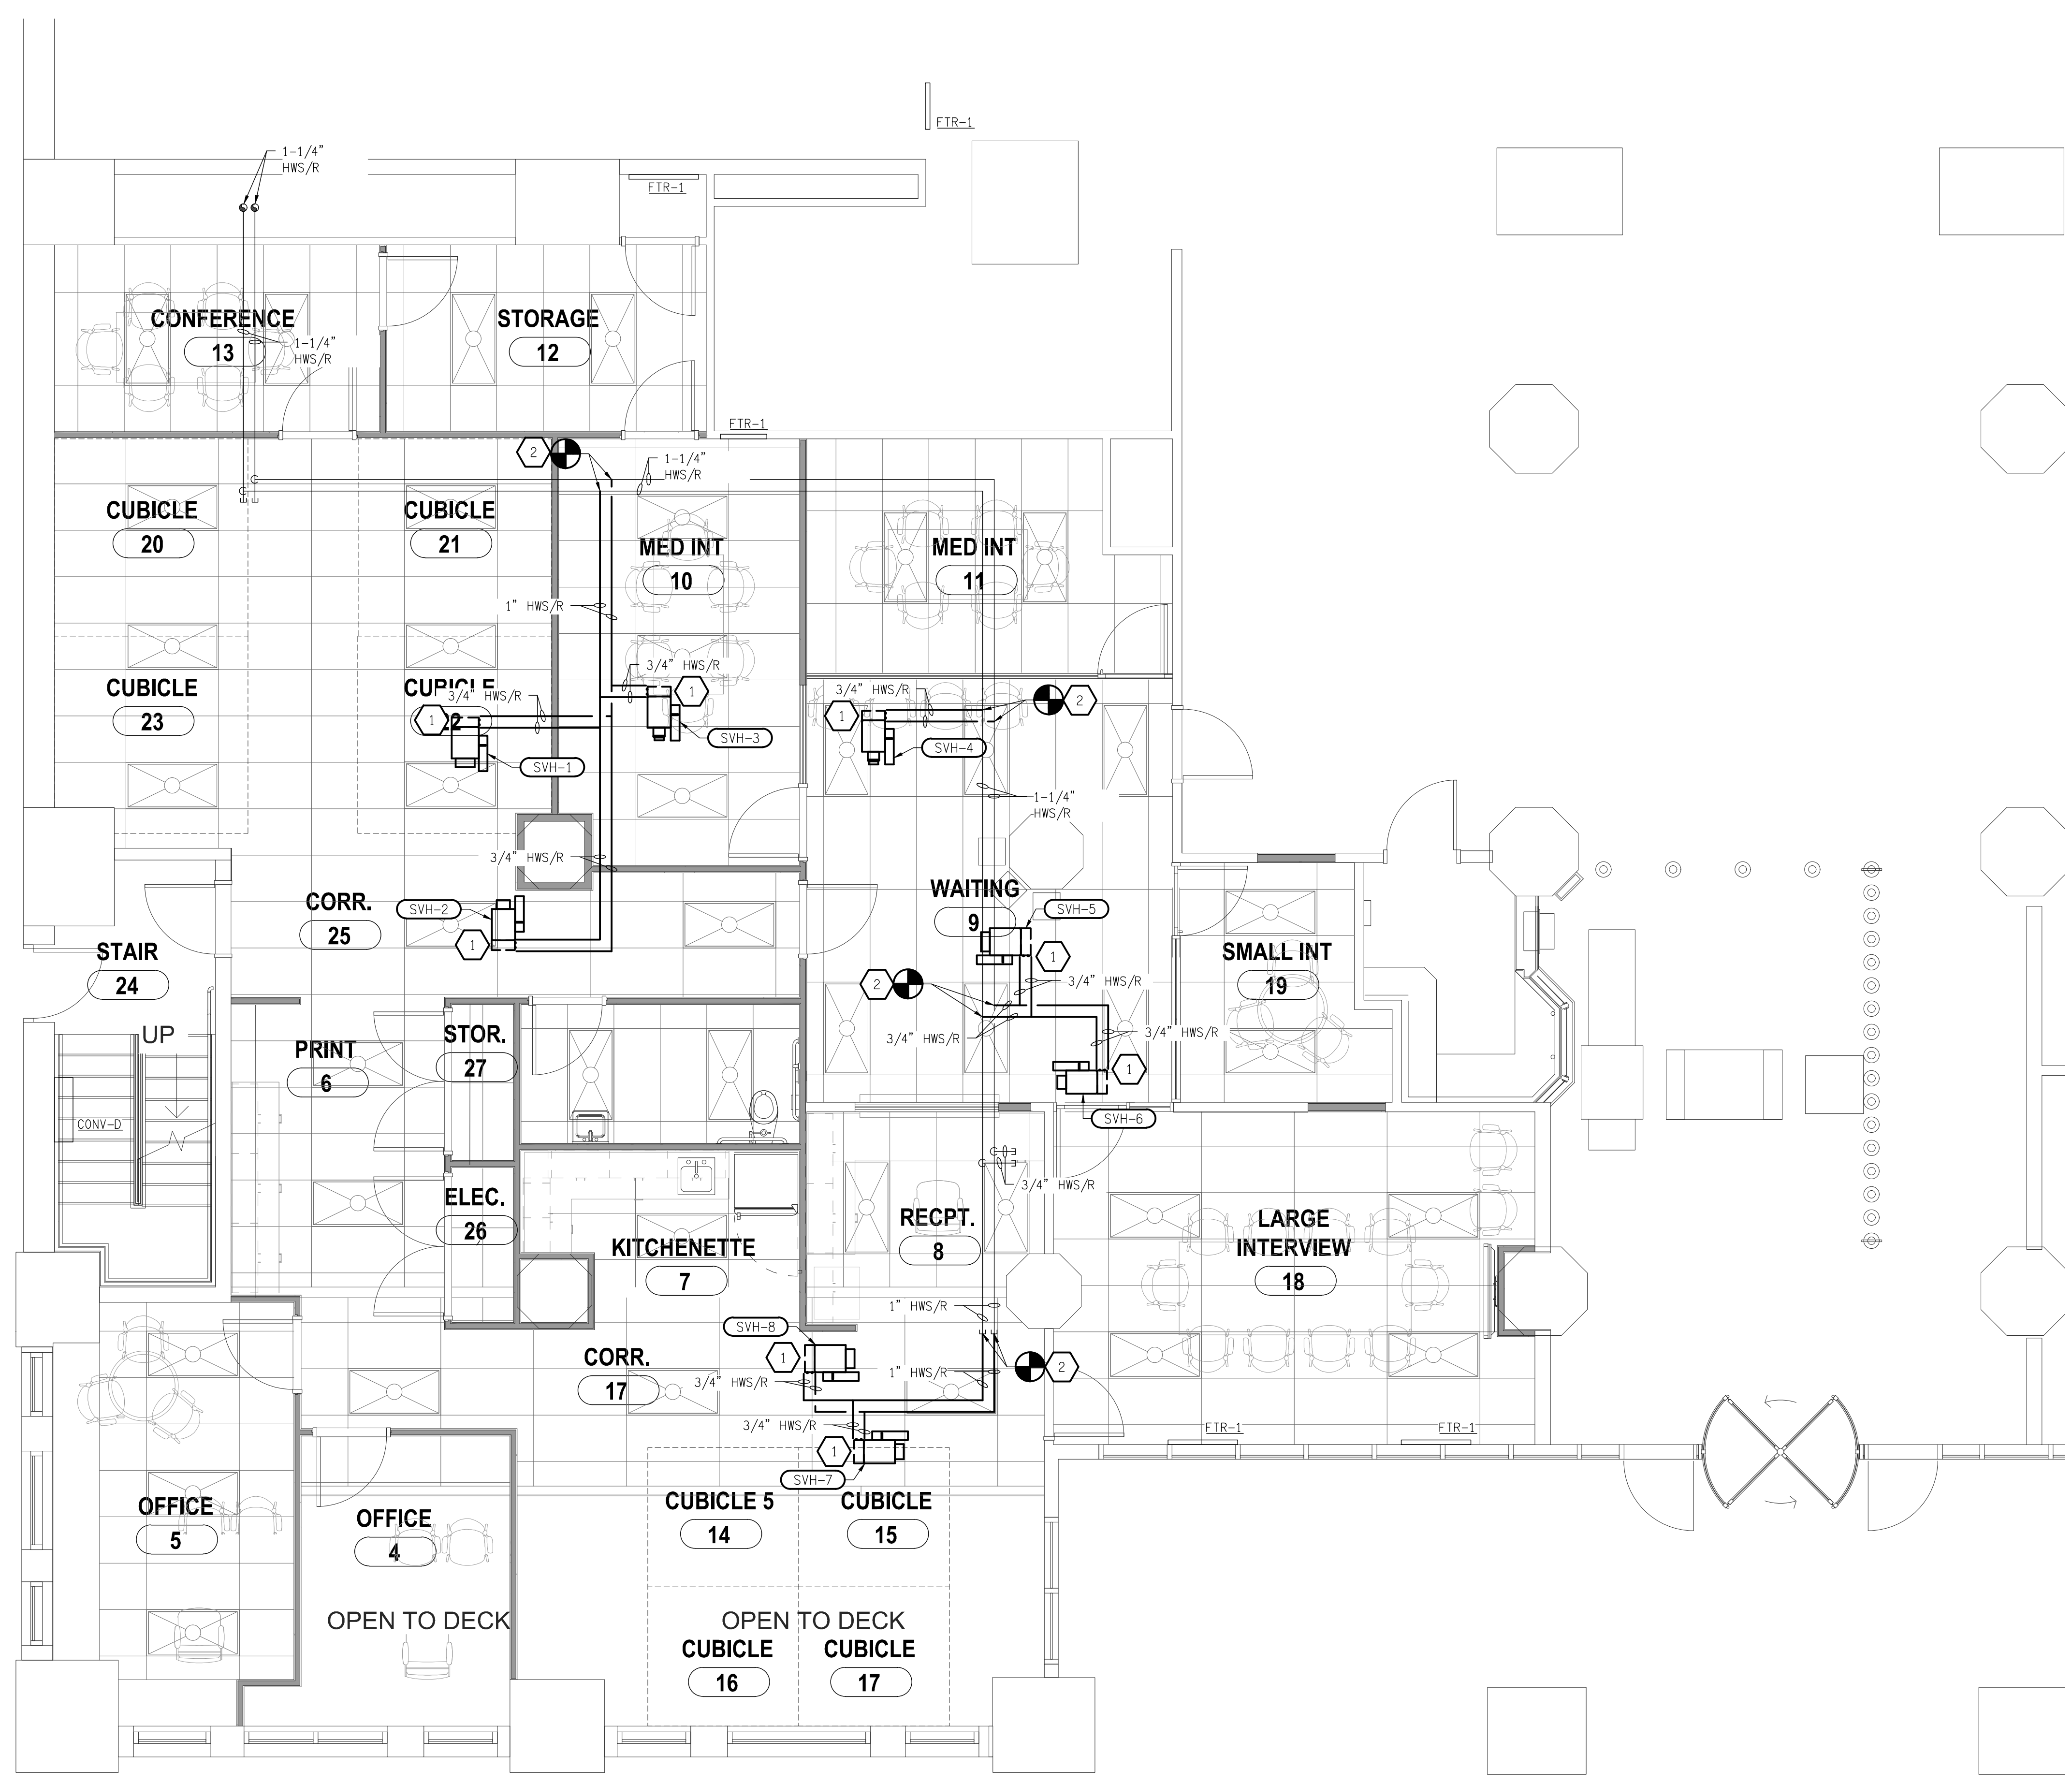 FTR-1
1-1/4"
HWS/R
FTR-1
CONFERENCE
13
STORAGE
12
1-1/4"
HWS/R
FTR-1
2
1-1/4"
HWS/R
CUBICLE
20
CUBICLE
21
MED INT
10
MED INT
11
1" HWS/R
3/4" HWS/R
CUBICLE
23
CUBICLE
22
3/4" HWS/R
1
1
SVH-3
SVH-1
3/4" HWS/R
1
2
SVH-4
1-1/4"
HWS/R
3/4" HWS/R
CORR.
25
SVH-2
1
WAITING
9
SVH-5
1
STAIR
24
SMALL INT
19
2
3/4" HWS/R
3/4" HWS/R
3/4" HWS/R
UP
PRINT
6
STOR.
27
1
CONV-D
SVH-6
3/4" HWS/R
ELEC.
26
KITCHENETTE
7
RECPT.
8
LARGE
INTERVIEW
18
1" HWS/R
SVH-8
1
CORR.
17
3/4" HWS/R
1" HWS/R
2
3/4" HWS/R
1
SVH-7
FTR-1
FTR-1
OFFICE
5
OFFICE
4
CUBICLE 5
14
CUBICLE
15
OPEN TO DECK
OPEN TO DECK
CUBICLE
16
CUBICLE
17